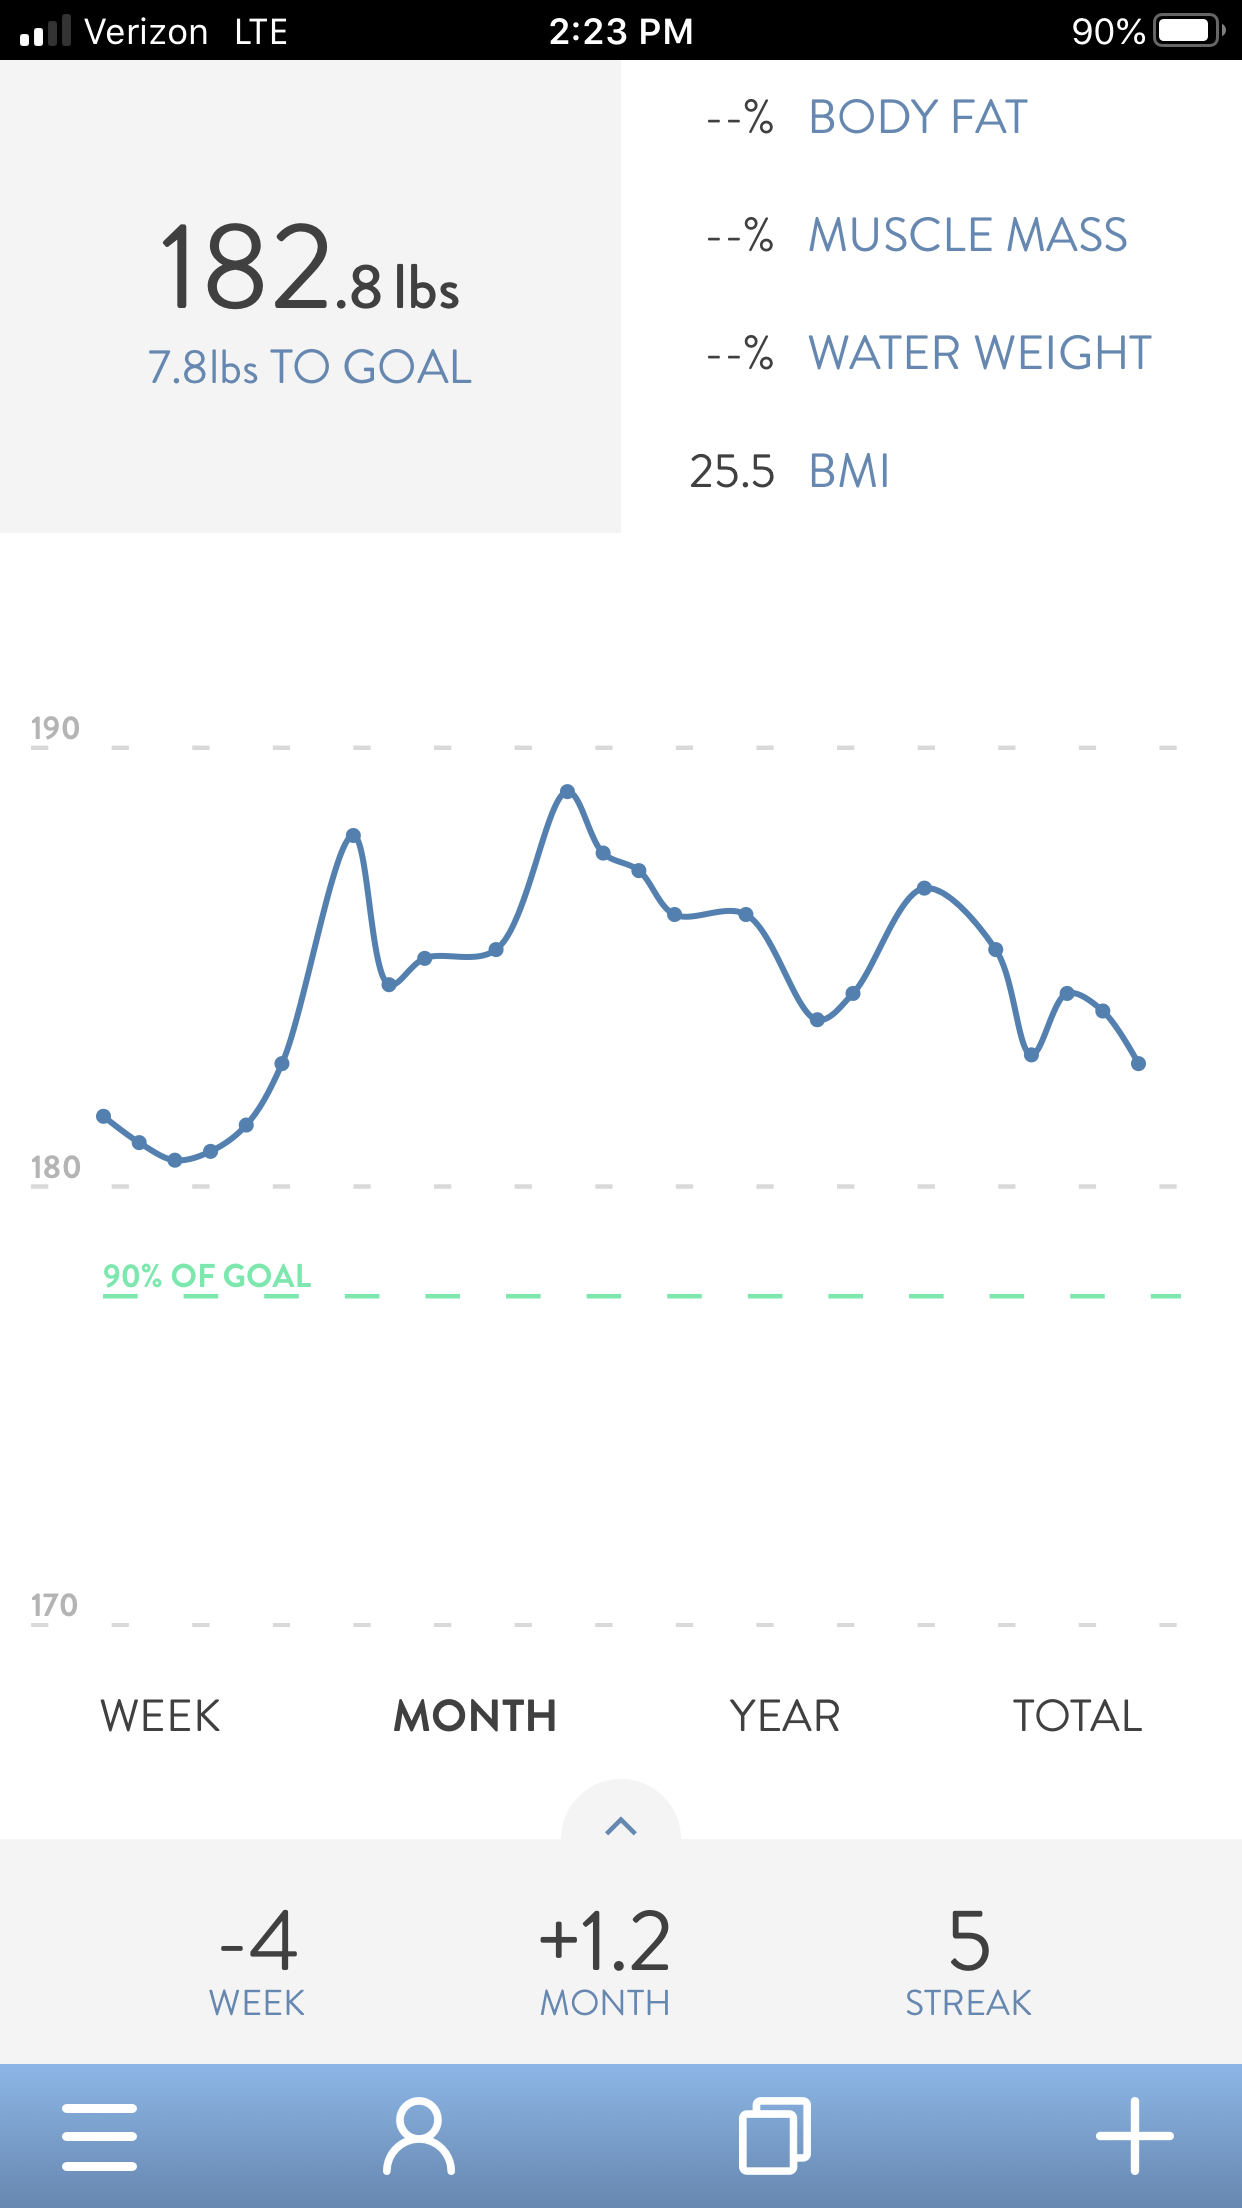 Verizon LTE 2:23 PM 90%
182.8 lbs
7.8lbs TO GOAL
--% BODY FAT
--% MUSCLE MASS
--% WATER WEIGHT
25.5 BMI
190
180
90% OF GOAL
170
WEEK MONTH YEAR TOTAL
-4 +1.2 5
WEEK MONTH STREAK